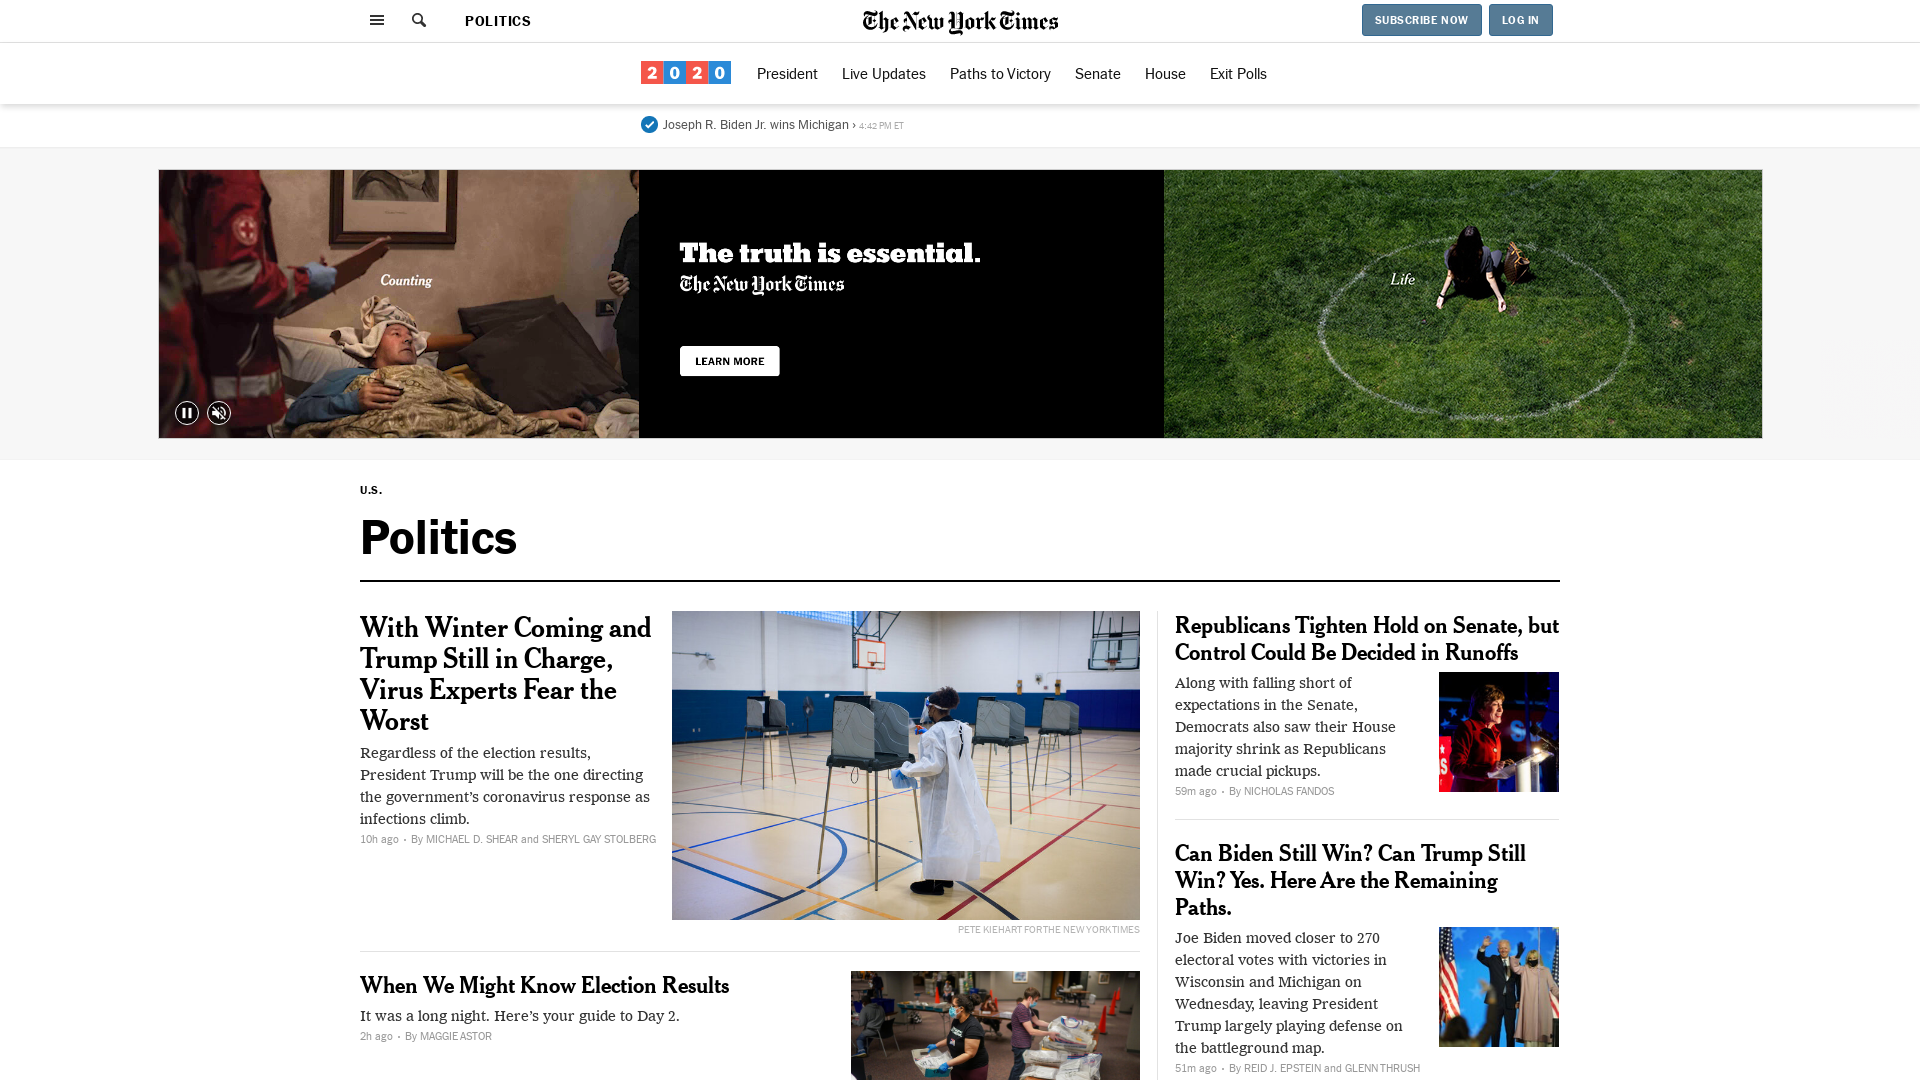 POLITICS
The New York Times
SUBSCRIBE NOW
LOG IN
2020
President
Live Updates
Paths to Victory
Senate
House
Exit Polls
Joseph R. Biden Jr. wins Michigan › 4:42 PM ET
Counting
The truth is essential.
The New York Times
LEARN MORE
Life
U.S.
Politics
With Winter Coming and
Trump Still in Charge,
Virus Experts Fear the
Worst
Regardless of the election results,
President Trump will be the one directing
the government’s coronavirus response as
infections climb.
10h ago • By MICHAEL D. SHEAR and SHERYL GAY STOLBERG
PETE KIEHART FOR THE NEW YORK TIMES
When We Might Know Election Results
It was a long night. Here’s your guide to Day 2.
2h ago • By MAGGIE ASTOR
Republicans Tighten Hold on Senate, but
Control Could Be Decided in Runoffs
Along with falling short of
expectations in the Senate,
Democrats also saw their House
majority shrink as Republicans
made crucial pickups.
59m ago • By NICHOLAS FANDOS
Can Biden Still Win? Can Trump Still
Win? Yes. Here Are the Remaining
Paths.
Joe Biden moved closer to 270
electoral votes with victories in
Wisconsin and Michigan on
Wednesday, leaving President
Trump largely playing defense on
the battleground map.
51m ago • By REID J. EPSTEIN and GLENN THRUSH